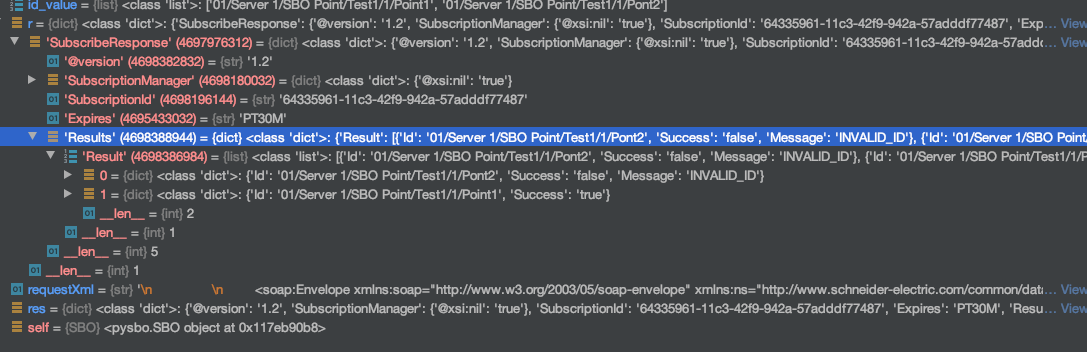 id_value = {list} <class 'list'>: ['01/Server 1/SBO Point/Test1/1/Point1', '01/Server 1/SBO Point/Test1/1/Pont2']
r = {dict} <class 'dict'>: {'SubscribeResponse': {'@version': '1.2', 'SubscriptionManager': {'@xsi:nil': 'true'}, 'SubscriptionId': '64335961-11c3-42f9-942a-57adddf77487', 'Exp... View
'SubscribeResponse' (4697976312) = {dict} <class 'dict'>: {'@version': '1.2', 'SubscriptionManager': {'@xsi:nil': 'true'}, 'SubscriptionId': '64335961-11c3-42f9-942a-57addd... View
'@version' (4698382832) = {str} '1.2'
'SubscriptionManager' (4698180032) = {dict} <class 'dict'>: {'@xsi:nil': 'true'}
'SubscriptionId' (4698196144) = {str} '64335961-11c3-42f9-942a-57adddf77487'
'Expires' (4695433032) = {str} 'PT30M'
'Results' (4698388944) = {dict} <class 'dict'>: {'Result': [{'Id': '01/Server 1/SBO Point/Test1/1/Pont2', 'Success': 'false', 'Message': 'INVALID_ID'}, {'Id': '01/Server 1/SBO Point/
'Result' (4698386984) = {list} <class 'list'>: [{'Id': '01/Server 1/SBO Point/Test1/1/Pont2', 'Success': 'false', 'Message': 'INVALID_ID'}, {'Id': '01/Server 1/SBO P
0 = {dict} <class 'dict'>: {'Id': '01/Server 1/SBO Point/Test1/1/Pont2', 'Success': 'false', 'Message': 'INVALID_ID'}
1 = {dict} <class 'dict'>: {'Id': '01/Server 1/SBO Point/Test1/1/Point1', 'Success': 'true'}
__len__ = {int} 2
__len__ = {int} 1
__len__ = {int} 5
__len__ = {int} 1
requestXml = {str} '\n \n <soap:Envelope xmlns:soap="http://www.w3.org/2003/05/soap-envelope" xmlns:ns="http://www.schneider-electric.com/common/dat... View
res = {dict} <class 'dict'>: {'@version': '1.2', 'SubscriptionManager': {'@xsi:nil': 'true'}, 'SubscriptionId': '64335961-11c3-42f9-942a-57adddf77487', 'Expires': 'PT30M', 'Resu... View
self = {SBO} <pysbo.SBO object at 0x117eb90b8>